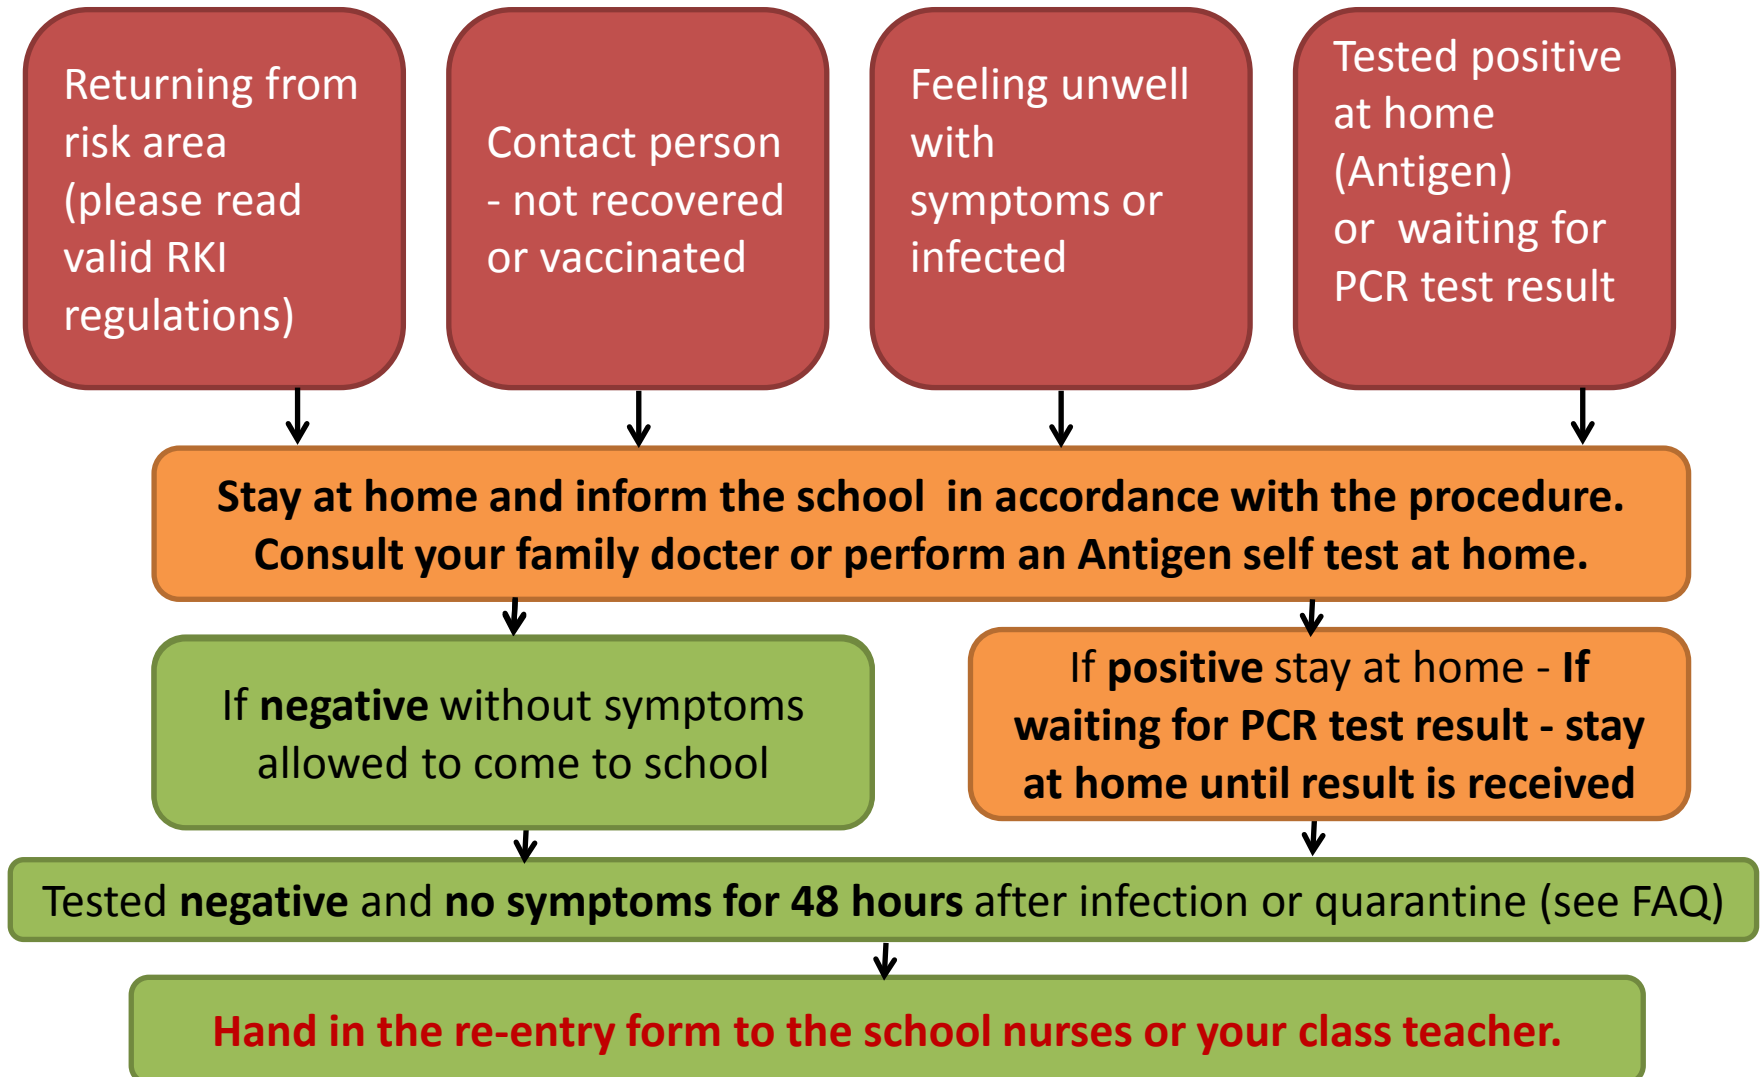 Returning from
risk area
(please read
valid RKI
regulations)
Contact person
- not recovered
or vaccinated
Feeling unwell
with
symptoms or
infected
Tested positive
at home
(Antigen)
or waiting for
PCR test result
Stay at home and inform the school in accordance with the procedure.
Consult your family docter or perform an Antigen self test at home.
If negative without symptoms
allowed to come to school
If positive stay at home - If
waiting for PCR test result - stay
at home until result is received
Tested negative and no symptoms for 48 hours after infection or quarantine (see FAQ)
Hand in the re-entry form to the school nurses or your class teacher.